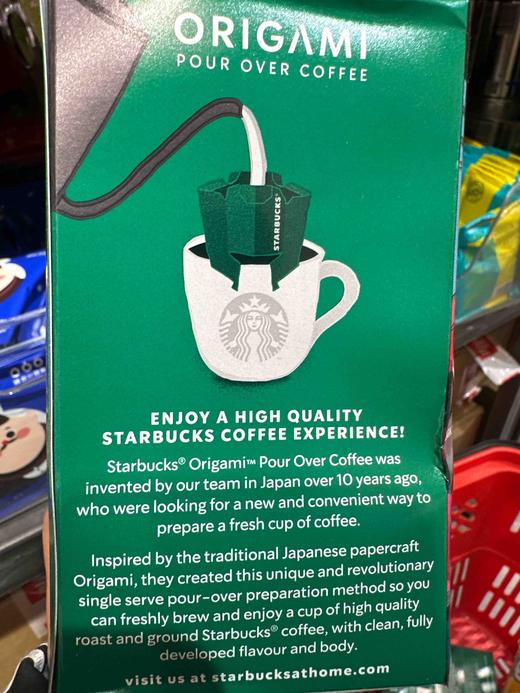 ORIGAMI
POUR OVER COFFEE
STARBUCKS®
ENJOY A HIGH QUALITY
STARBUCKS COFFEE EXPERIENCE!
Starbucks® Origami™ Pour Over Coffee was
invented by our team in Japan over 10 years ago,
who were looking for a new and convenient way to
prepare a fresh cup of coffee.
Inspired by the traditional Japanese papercraft
Origami, they created this unique and revolutionary
single serve pour-over preparation method so you
can freshly brew and enjoy a cup of high quality
roast and ground Starbucks® coffee, with clean, fully
developed flavour and body.
visit us at starbucksathome.com